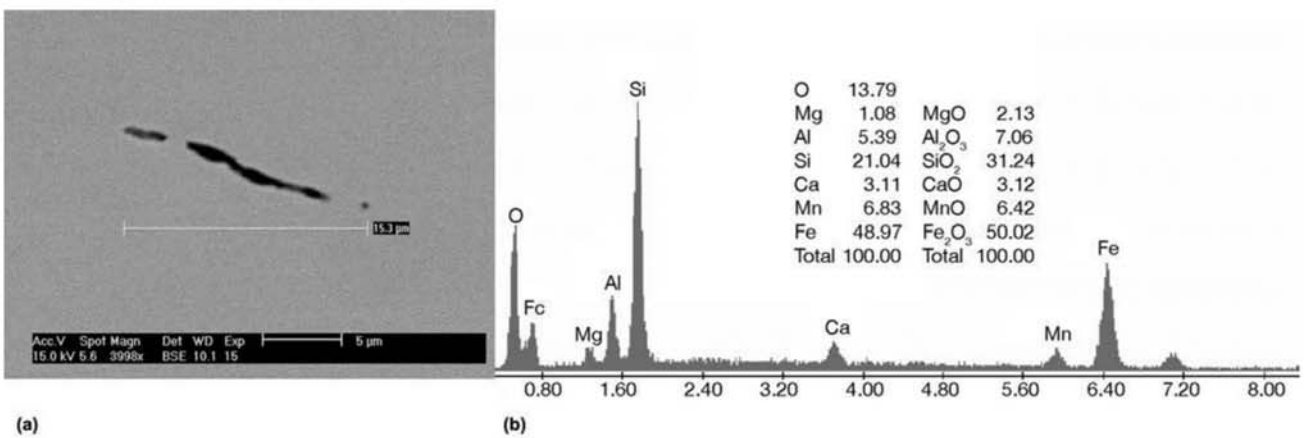 15.3 µm
Acc.V Spot Magn Det WD Exp 5 µm
15.0 kV 5.6 3998x BSE 10.1 15
(a)
O 13.79
Mg 1.08 MgO 2.13
Al 5.39 Al₂O₃ 7.06
Si 21.04 SiO₂ 31.24
Ca 3.11 CaO 3.12
Mn 6.83 MnO 6.42
Fe 48.97 Fe₂O₃ 50.02
Total 100.00 Total 100.00
Si
O
Fc
Mg
Al
Ca
Mn
Fe
0.80 1.60 2.40 3.20 4.00 4.80 5.60 6.40 7.20 8.00
(b)